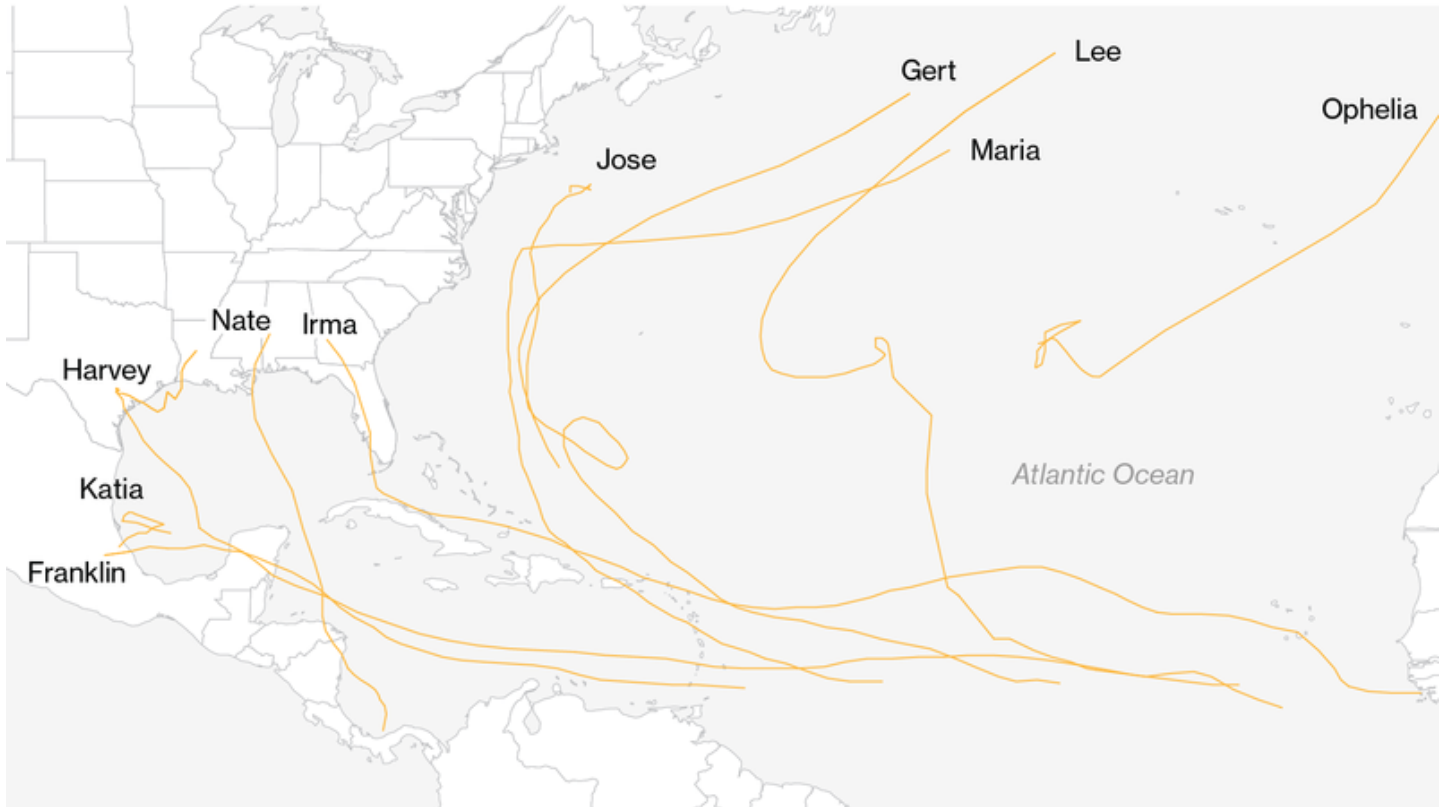 Lee
Gert
Ophelia
Maria
Jose
Nate
Irma
Harvey
Katia
Atlantic Ocean
Franklin